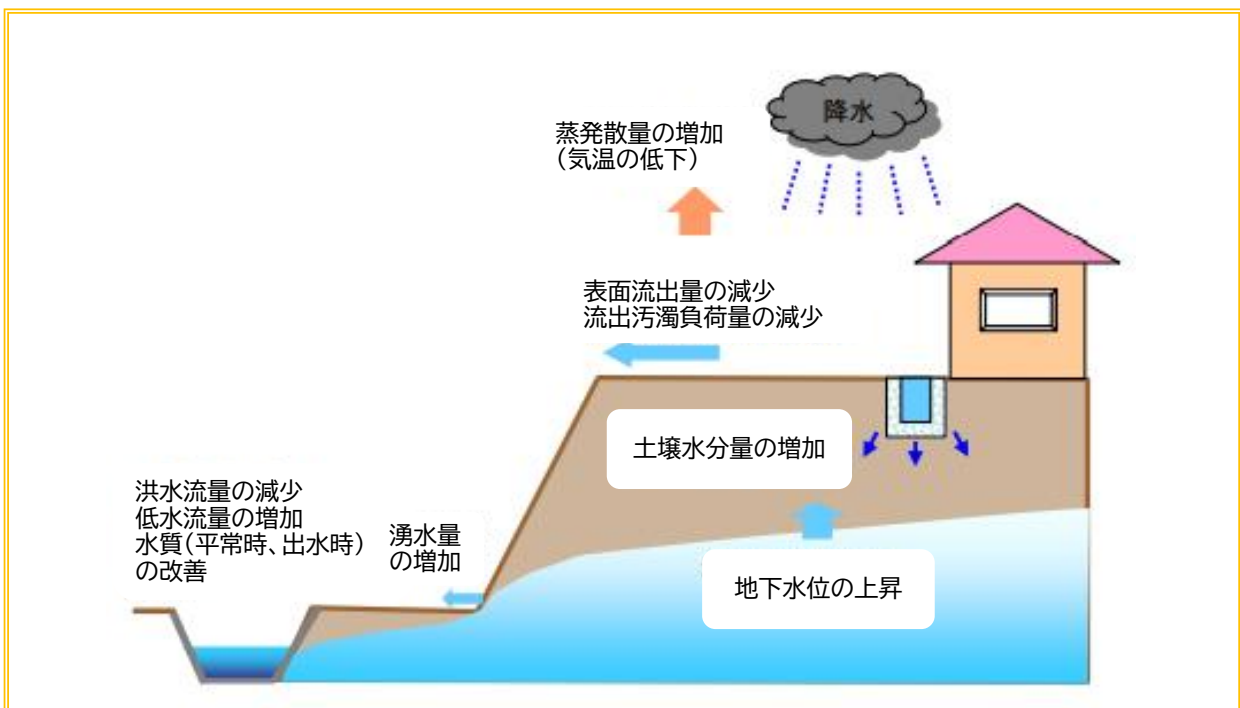 降水
蒸発散量の増加
(気温の低下)
表面流出量の減少
流出汚濁負荷量の減少
土壌水分量の増加
洪水流量の減少
低水流量の増加
水質(平常時、出水時)
の改善
湧水量
の増加
地下水位の上昇